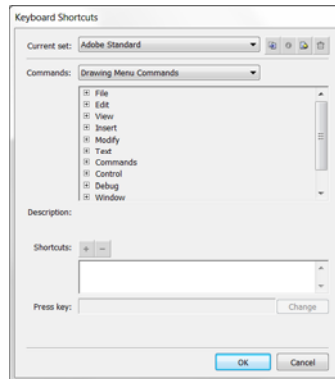 Keyboard Shortcuts
Current set: Adobe Standard
Commands: Drawing Menu Commands
File
Edit
View
Insert
Modify
Text
Commands
Control
Debug
Window
Description:
Shortcuts: + −
Press key: Change
OK Cancel